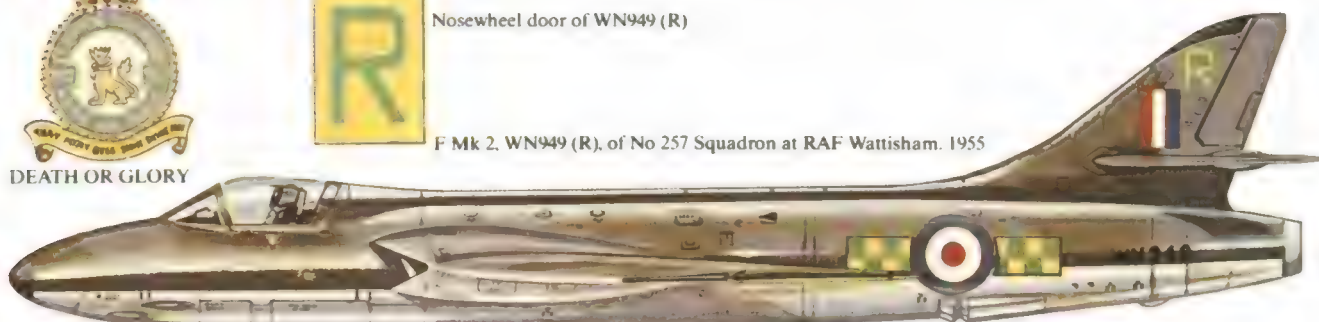 Nosewheel door of WN949 (R)
R
F Mk 2, WN949 (R), of No 257 Squadron at RAF Wattisham. 1955
DEATH OR GLORY
R